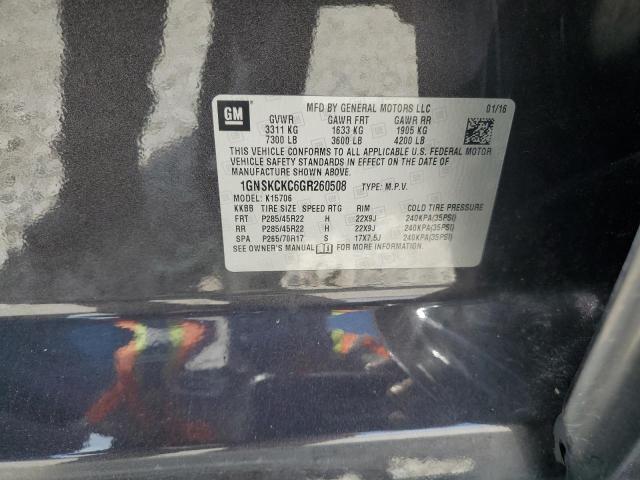 GM
MFD BY GENERAL MOTORS LLC 01/16
GVWR GAWR FRT GAWR RR
3311 KG 1633 KG 1905 KG
7300 LB 3600 LB 4200 LB
THIS VEHICLE CONFORMS TO ALL APPLICABLE U.S. FEDERAL MOTOR
VEHICLE SAFETY STANDARDS IN EFFECT ON THE DATE OF
MANUFACTURE SHOWN ABOVE.
1GNSKCKC6GR260508 TYPE: M.P.V.
MODEL: K15706
KKBB TIRE SIZE SPEED RTG RIM COLD TIRE PRESSURE
FRT P285/45R22 H 22X9J 240KPA(35PSI)
RR P285/45R22 H 22X9J 240KPA(35PSI)
SPA P265/70R17 S 17X7.5J 240KPA(35PSI)
SEE OWNER'S MANUAL FOR MORE INFORMATION.